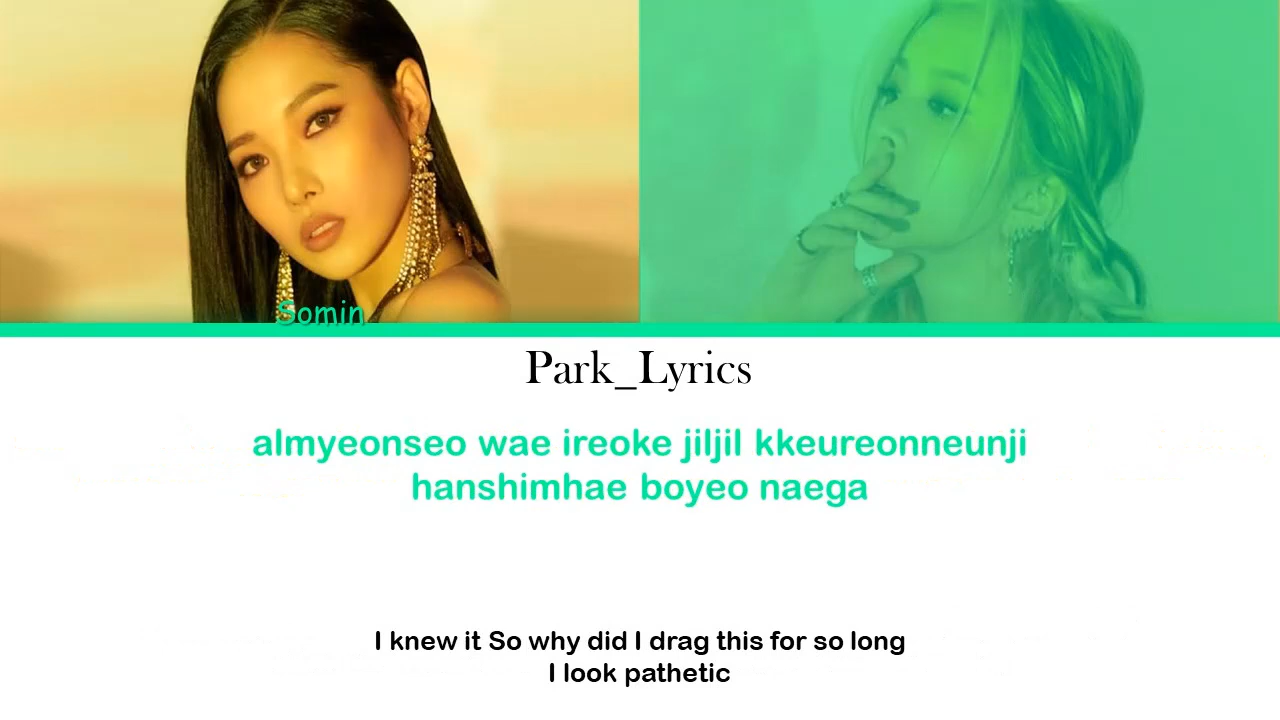 Somin
Park_Lyrics
almyeonseo wae ireoke jiljil kkeureonneunji
hanshimhae boyeo naega
I knew it So why did I drag this for so long
I look pathetic